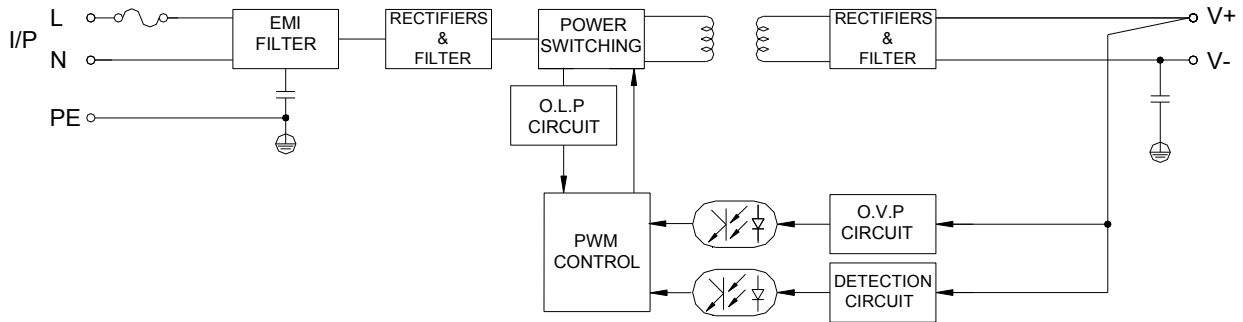 I/P
L
N
PE
EMI
FILTER
RECTIFIERS
&
FILTER
POWER
SWITCHING
RECTIFIERS
&
FILTER
V+
V-
O.L.P
CIRCUIT
PWM
CONTROL
O.V.P
CIRCUIT
DETECTION
CIRCUIT